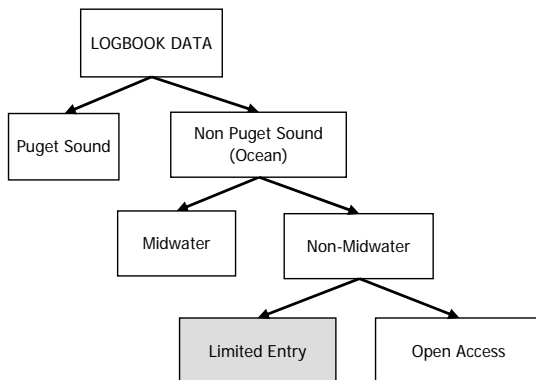 LOGBOOK DATA
Puget Sound
Non Puget Sound
(Ocean)
Midwater
Non-Midwater
Limited Entry
Open Access